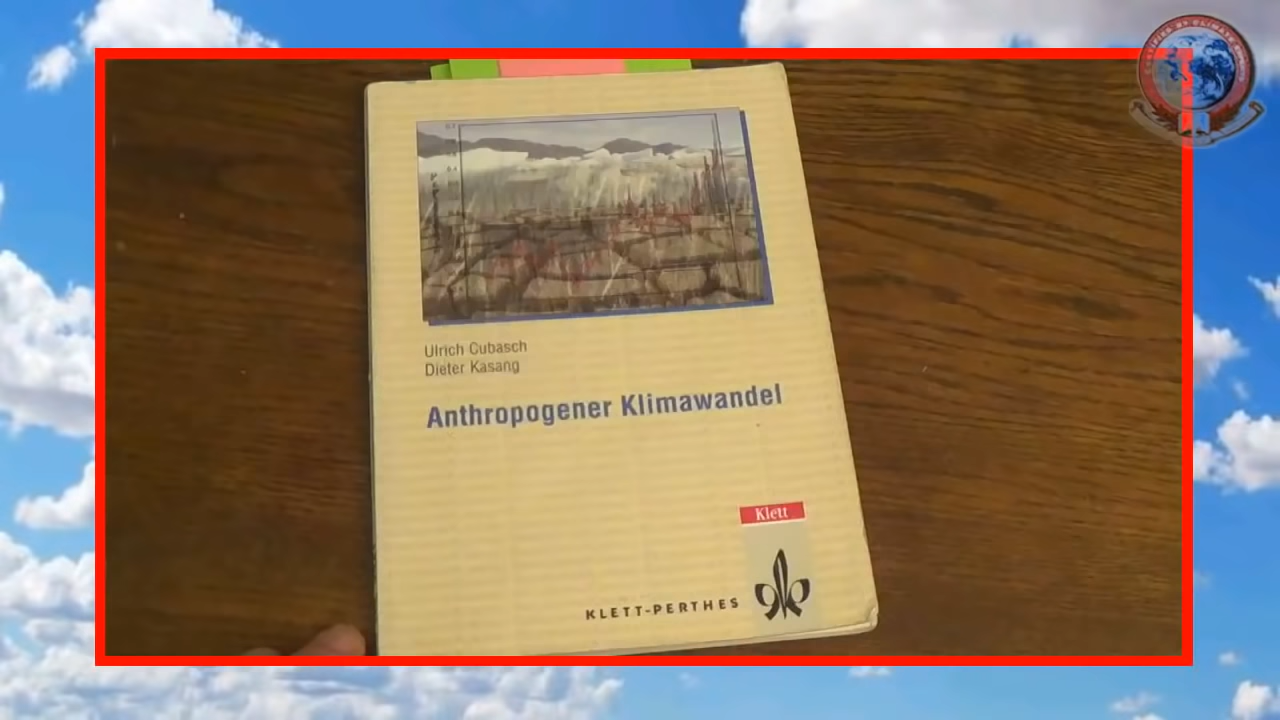 Ulrich Cubasch
Dieter Kasang
Anthropogener Klimawandel
Klett
KLETT-PERTHES